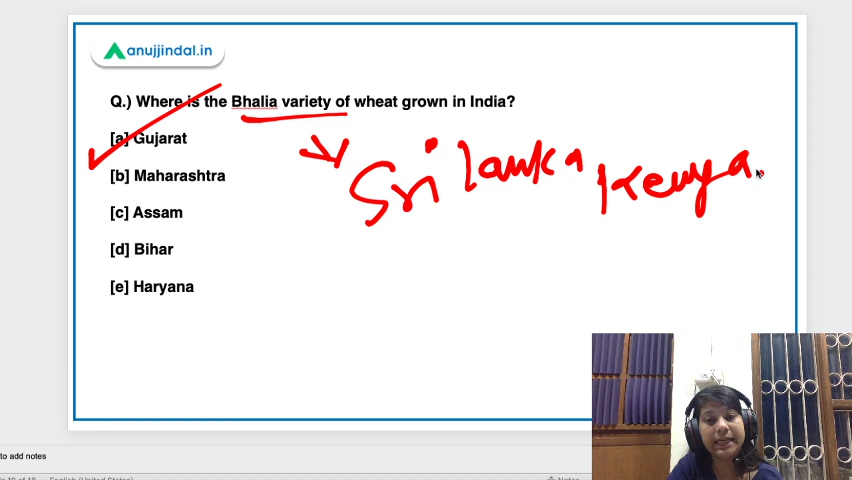 anujjindal.in
Q.) Where is the Bhalia variety of wheat grown in India?
[a] Gujarat
[b] Maharashtra
[c] Assam
[d] Bihar
[e] Haryana
Sri lanka Kenya
to add notes
English (United States)
Notes